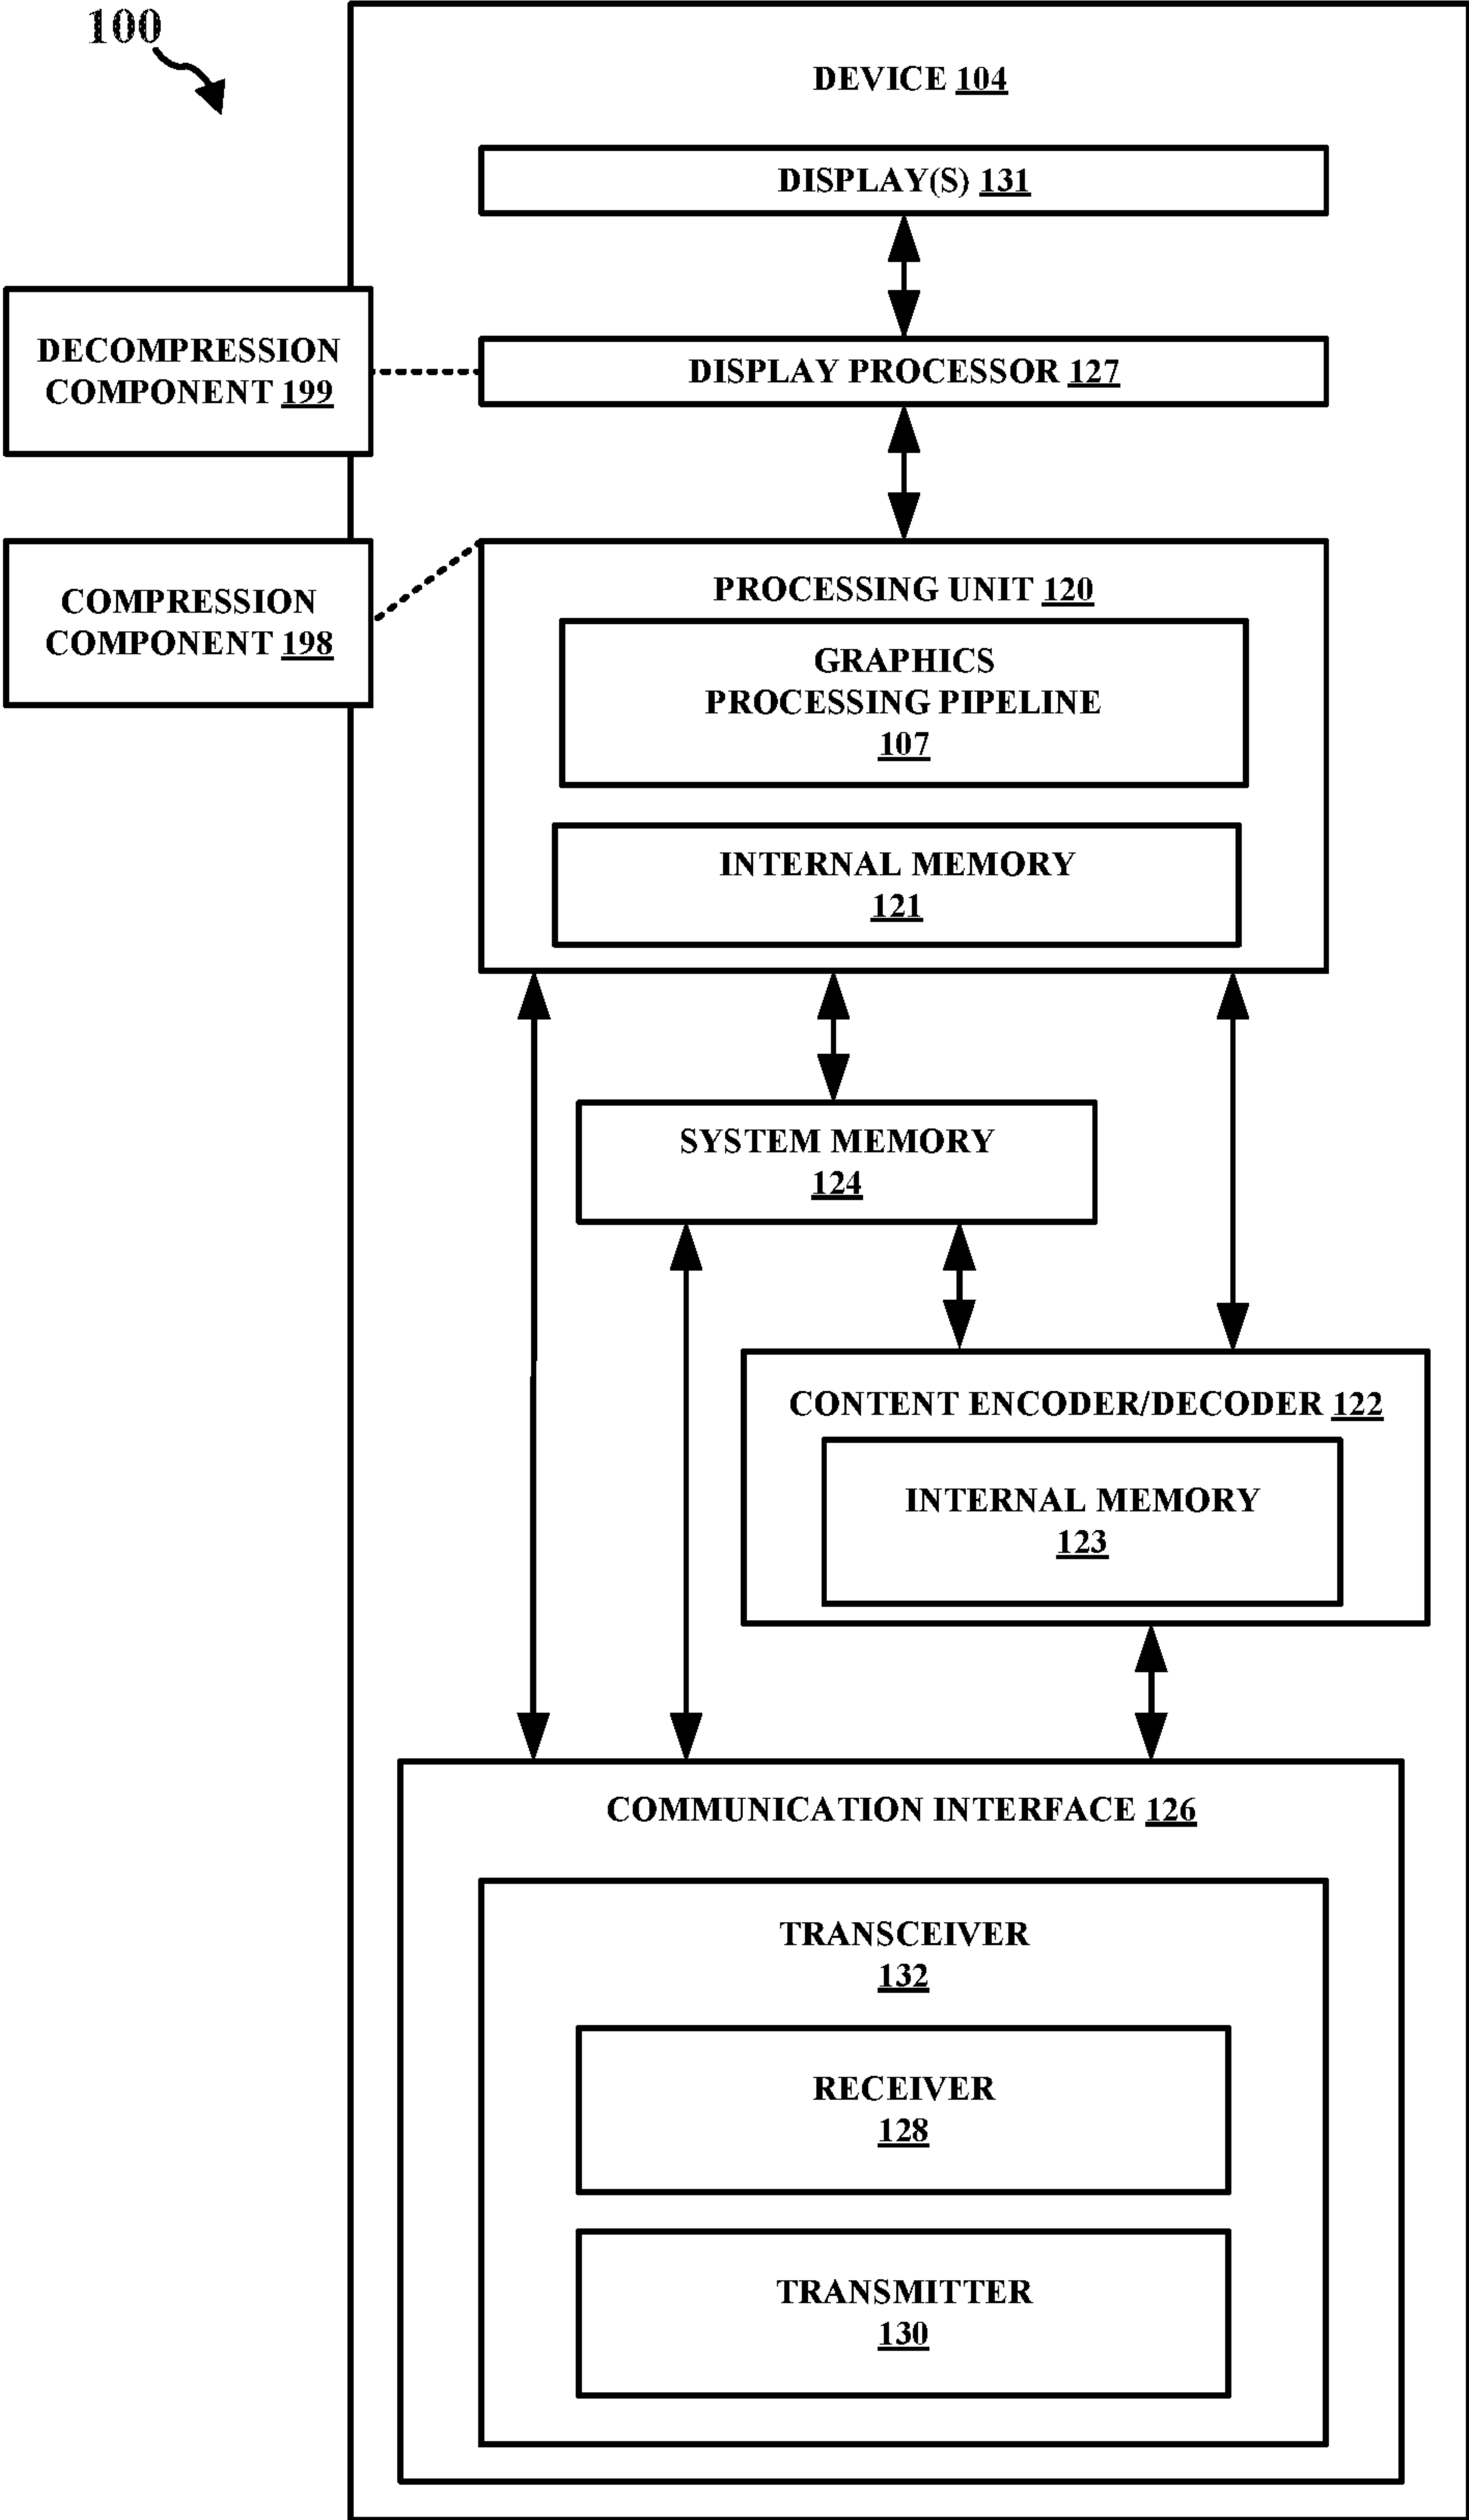 100
DEVICE 104
DISPLAY(S) 131
DECOMPRESSION
COMPONENT 199
DISPLAY PROCESSOR 127
COMPRESSION
COMPONENT 198
PROCESSING UNIT 120
GRAPHICS
PROCESSING PIPELINE
107
INTERNAL MEMORY
121
SYSTEM MEMORY
124
CONTENT ENCODER/DECODER 122
INTERNAL MEMORY
123
COMMUNICATION INTERFACE 126
TRANSCEIVER
132
RECEIVER
128
TRANSMITTER
130